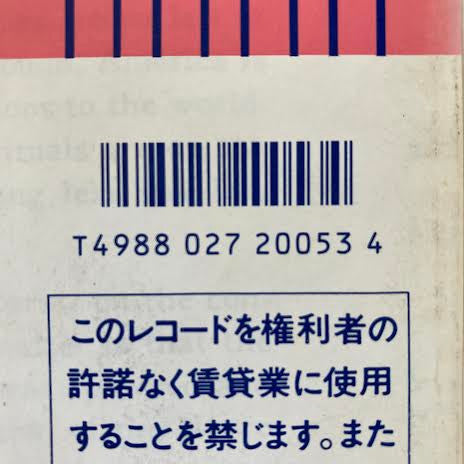 T4988 027 20053 4
このレコードを権利者の
許諾なく賃貸業に使用
することを禁じます。また